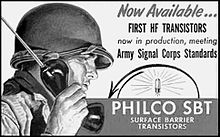 Now Available...
FIRST HF TRANSISTORS
now in production, meeting
Army Signal Corps Standards
PHILCO SBT
SURFACE BARRIER
TRANSISTORS